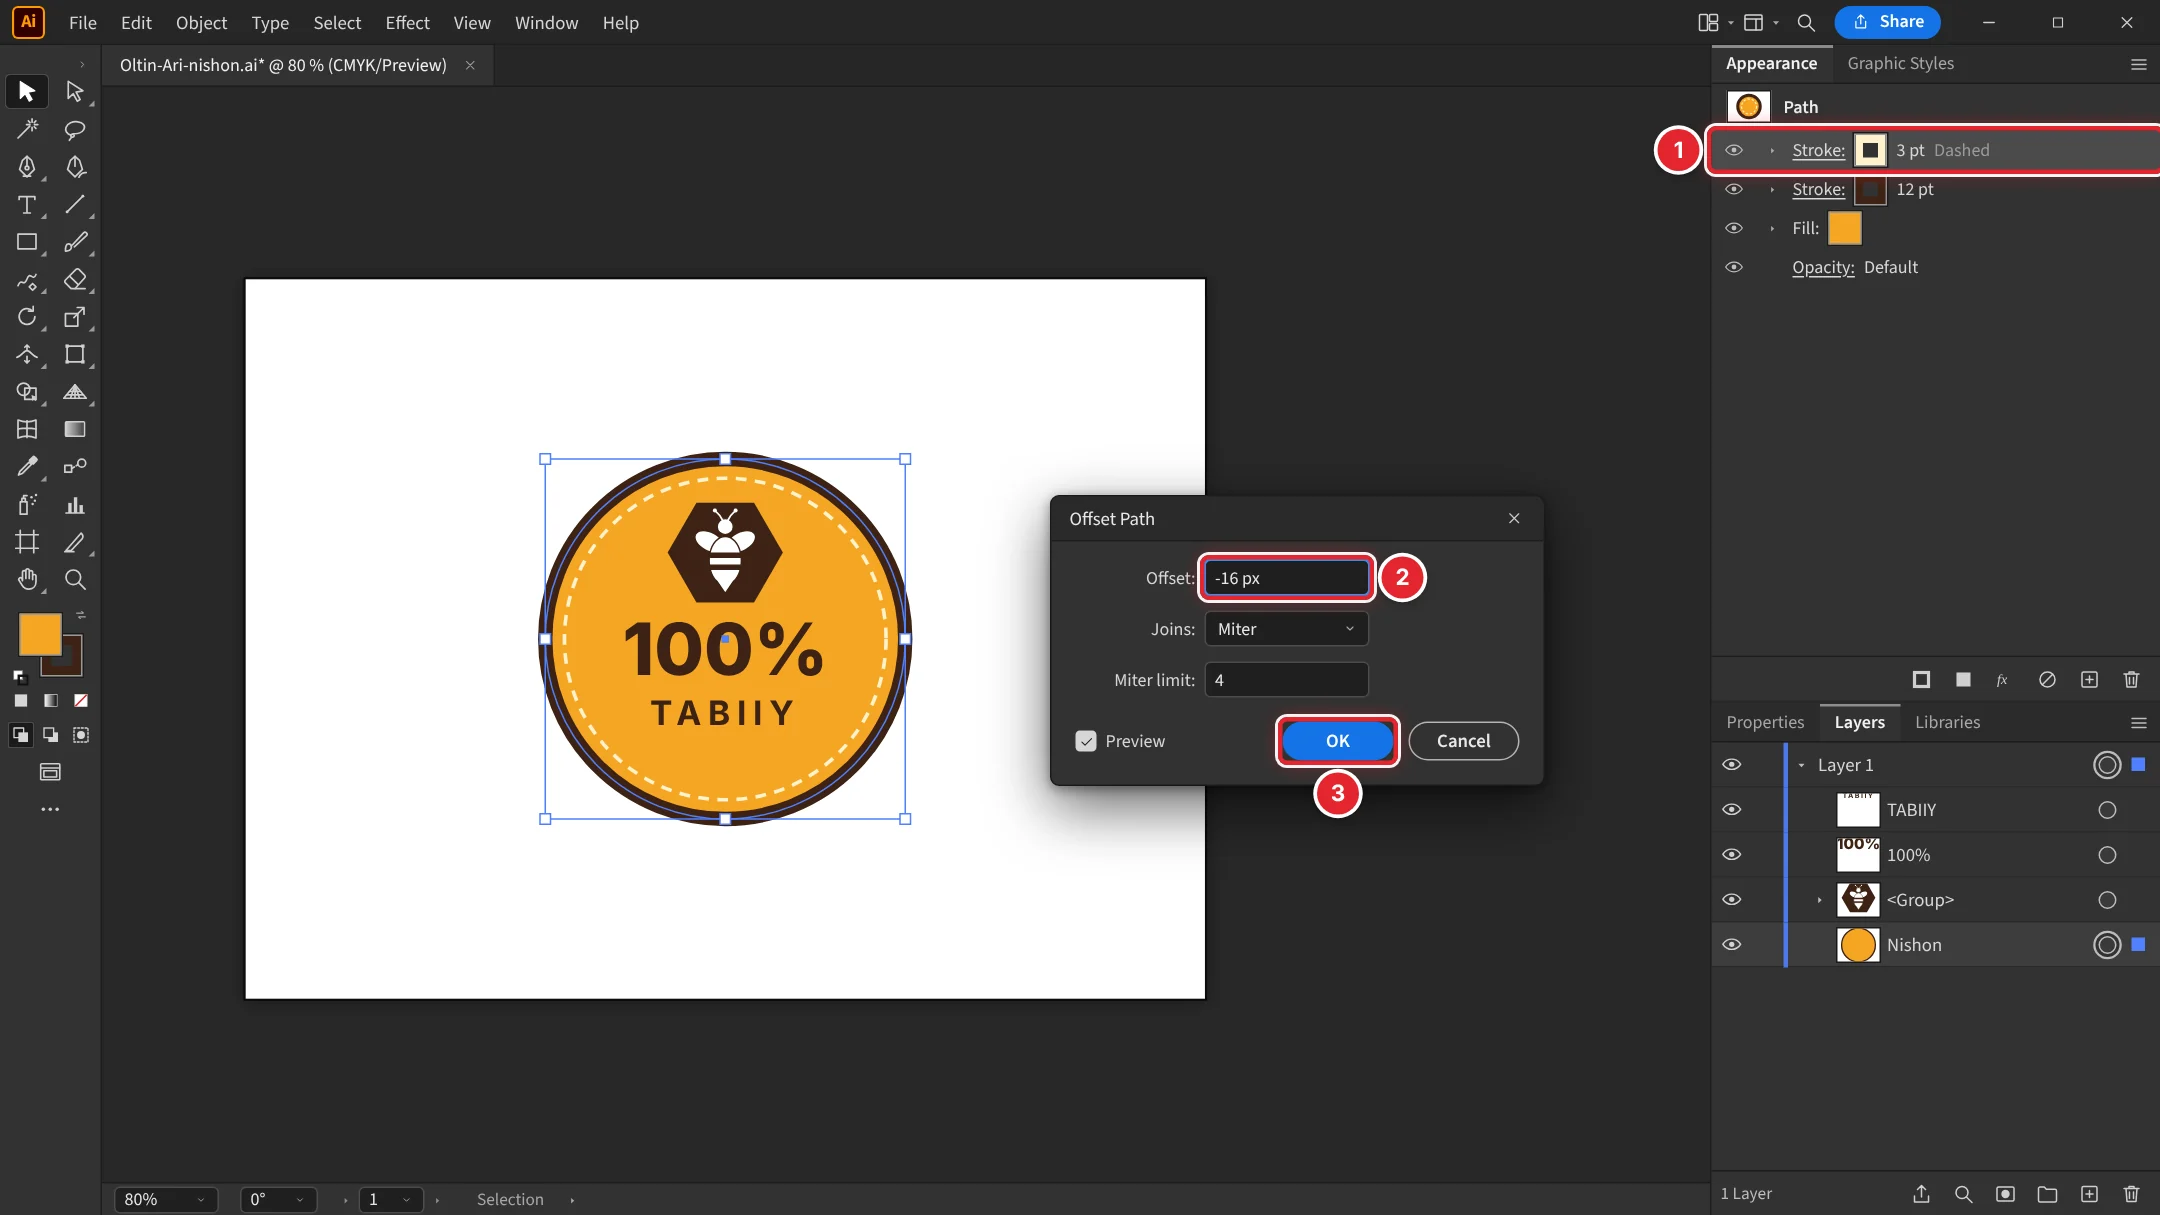 Ai File Edit Object Type Select Effect View Window Help Share
Oltin-Ari-nishon.ai* @ 80 % (CMYK/Preview)
Appearance Graphic Styles
Path
1 Stroke: 3 pt Dashed
Stroke: 12 pt
Fill:
Opacity: Default
100%
TABIIY
Offset Path
Offset: -16 px 2
Joins: Miter
Miter limit: 4
Preview OK Cancel
3
fx
Properties Layers Libraries
Layer 1
TABIIY TABIIY
100% 100%
<Group>
Nishon
80% 0° 1 Selection
1 Layer